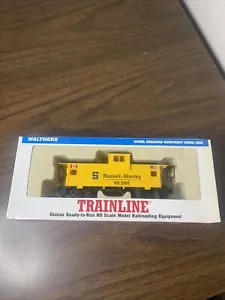 WALTHERS
MODEL RAILROAD EQUIPMENT SINCE 1932
S Russell-Stanley
TRAINLINE
Deluxe Ready-to-Run HO Scale Model Railroading Equipment